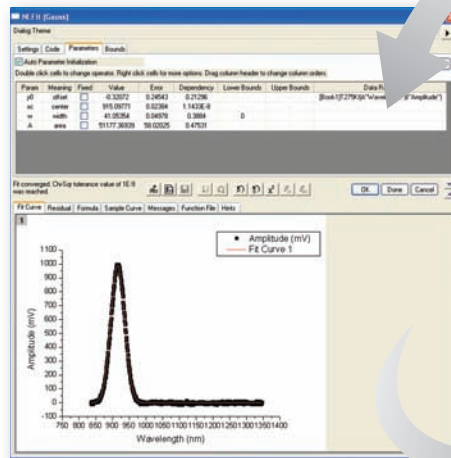 NLFit (Gauss)
Dialog Theme
Settings Code Parameters Bounds
Auto Parameter Initialization
Double click cells to change operator. Right click cells for more options. Drag column header to change column orders.
Param Meaning Fixed Value Error Dependency Lower Bounds Upper Bounds
y0 offset -0.32872 0.24543 0.21296
xc center 915.09771 0.02384 1.1433E-8
w width 41.05354 0.04978 0.3884 0
A area 51177.36839 58.02025 0.47531
Fit converged. Chi-Sqr tolerance value of 1E-9
was reached.
OK Done Cancel
Fit Curve Residual Formula Sample Curve Messages Function File Hints
1
Amplitude (mV)
Fit Curve 1
1100
1000
900
800
700
600
500
400
300
200
100
0
-100
Amplitude (mV)
750 800 850 900 950 1000 1050 1100 1150 1200 1250 1300 1350 1400
Wavelength (nm)